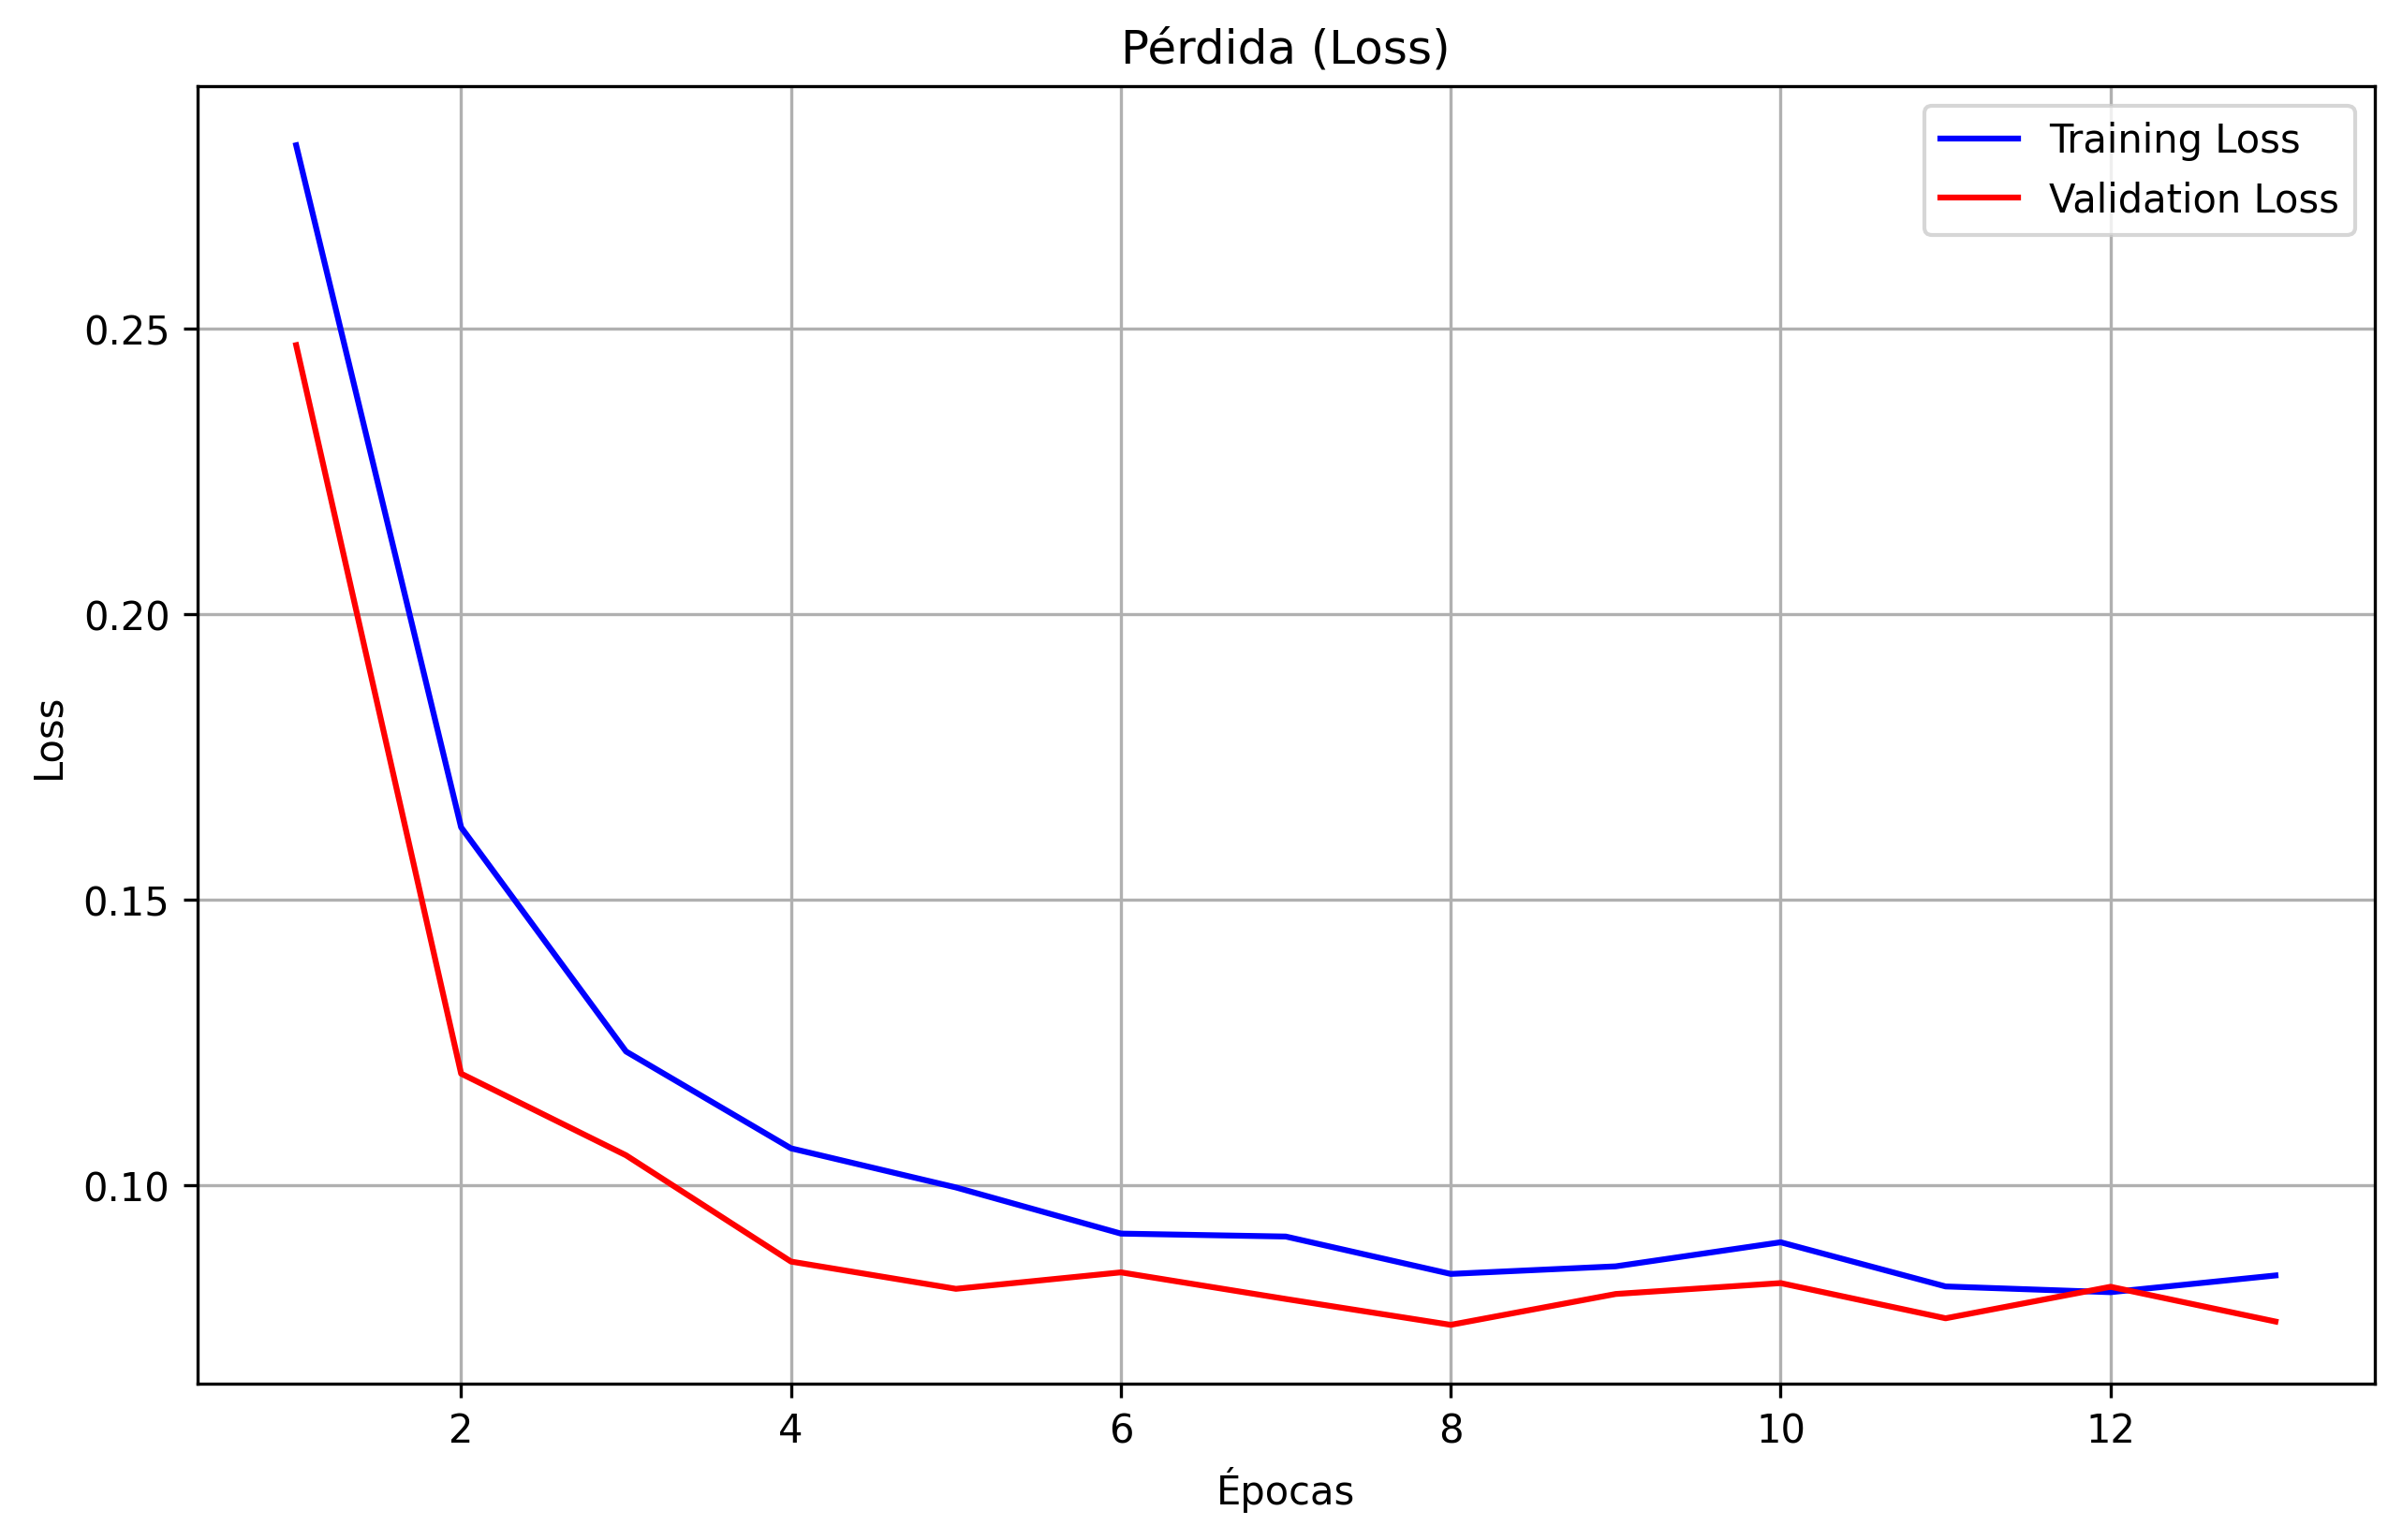 Pérdida (Loss)
Training Loss
Validation Loss
0.25
0.20
0.15
0.10
Loss
2 4 6 8 10 12
Épocas